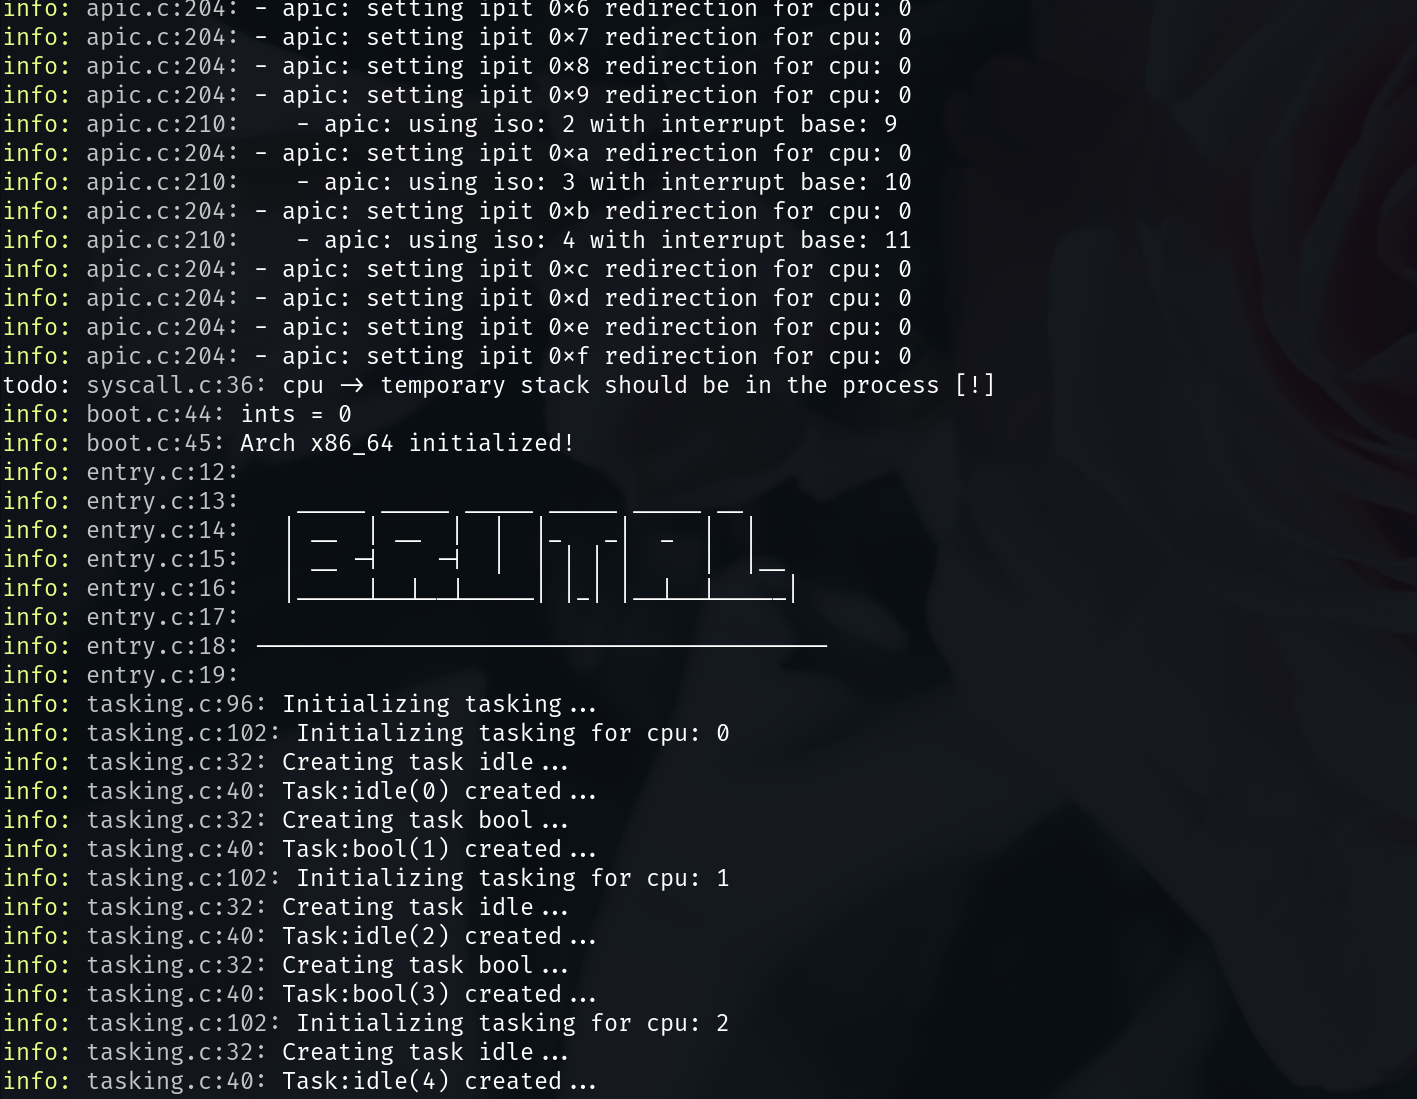 info: apic.c:204: - apic: setting ipit 0x6 redirection for cpu: 0
info: apic.c:204: - apic: setting ipit 0x7 redirection for cpu: 0
info: apic.c:204: - apic: setting ipit 0x8 redirection for cpu: 0
info: apic.c:204: - apic: setting ipit 0x9 redirection for cpu: 0
info: apic.c:210:    - apic: using iso: 2 with interrupt base: 9
info: apic.c:204: - apic: setting ipit 0xa redirection for cpu: 0
info: apic.c:210:    - apic: using iso: 3 with interrupt base: 10
info: apic.c:204: - apic: setting ipit 0xb redirection for cpu: 0
info: apic.c:210:    - apic: using iso: 4 with interrupt base: 11
info: apic.c:204: - apic: setting ipit 0xc redirection for cpu: 0
info: apic.c:204: - apic: setting ipit 0xd redirection for cpu: 0
info: apic.c:204: - apic: setting ipit 0xe redirection for cpu: 0
info: apic.c:204: - apic: setting ipit 0xf redirection for cpu: 0
todo: syscall.c:36: cpu -> temporary stack should be in the process [!]
info: boot.c:44: ints = 0
info: boot.c:45: Arch x86_64 initialized!
info: entry.c:12:
info: entry.c:13:
info: entry.c:14:
info: entry.c:15: BRUTAL
info: entry.c:16:
info: entry.c:17:
info: entry.c:18:
info: entry.c:19:
info: tasking.c:96: Initializing tasking...
info: tasking.c:102: Initializing tasking for cpu: 0
info: tasking.c:32: Creating task idle...
info: tasking.c:40: Task:idle(0) created...
info: tasking.c:32: Creating task bool...
info: tasking.c:40: Task:bool(1) created...
info: tasking.c:102: Initializing tasking for cpu: 1
info: tasking.c:32: Creating task idle...
info: tasking.c:40: Task:idle(2) created...
info: tasking.c:32: Creating task bool...
info: tasking.c:40: Task:bool(3) created...
info: tasking.c:102: Initializing tasking for cpu: 2
info: tasking.c:32: Creating task idle...
info: tasking.c:40: Task:idle(4) created...